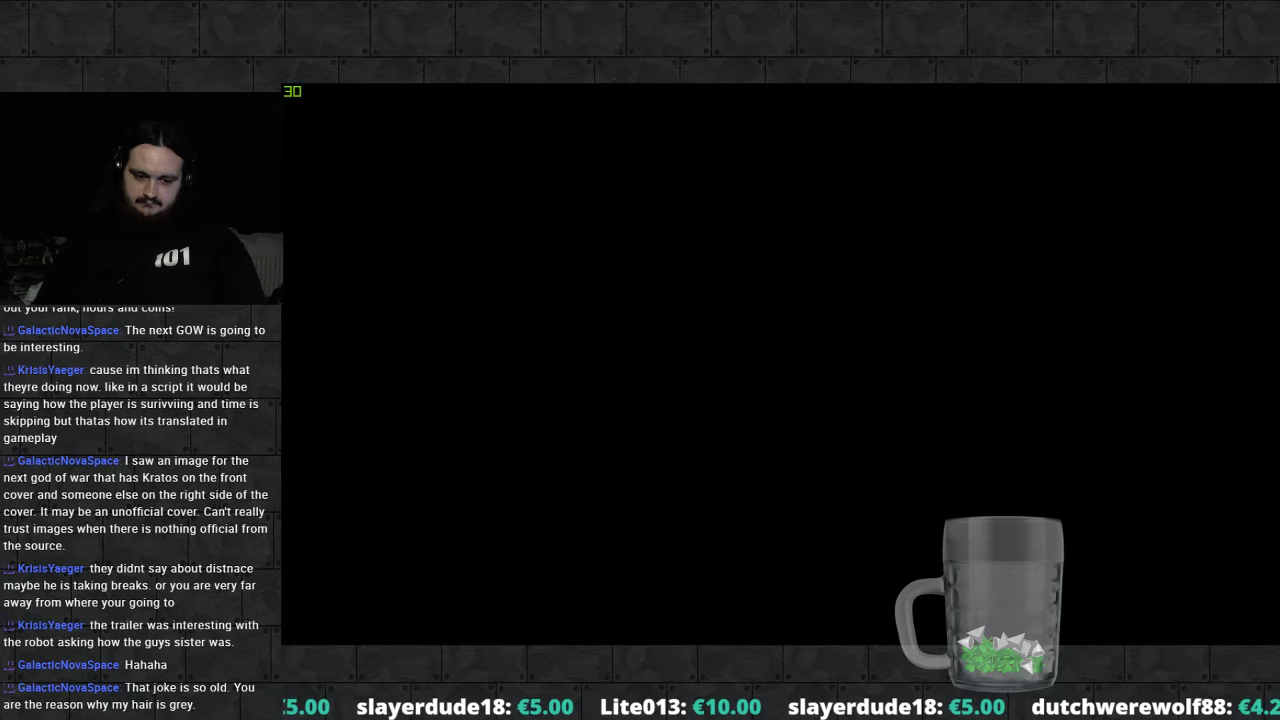 30
101
out your rank, hours and coins!
GalacticNovaSpace: The next GOW is going to
be interesting.
KrisisYaeger: cause im thinking thats what
theyre doing now. like in a script it would be
saying how the player is surivviing and time is
skipping but thatas how its translated in
gameplay
GalacticNovaSpace: I saw an image for the
next god of war that has Kratos on the front
cover and someone else on the right side of the
cover. It may be an unofficial cover. Can't really
trust images when there is nothing official from
the source.
KrisisYaeger: they didnt say about distnace
maybe he is taking breaks. or you are very far
away from where your going to
KrisisYaeger: the trailer was interesting with
the robot asking how the guys sister was.
GalacticNovaSpace: Hahaha
GalacticNovaSpace: That joke is so old. You
are the reason why my hair is grey.
€5.00 slayerdude18: €5.00 Lite013: €10.00 slayerdude18: €5.00 dutchwerewolf88: €4.2